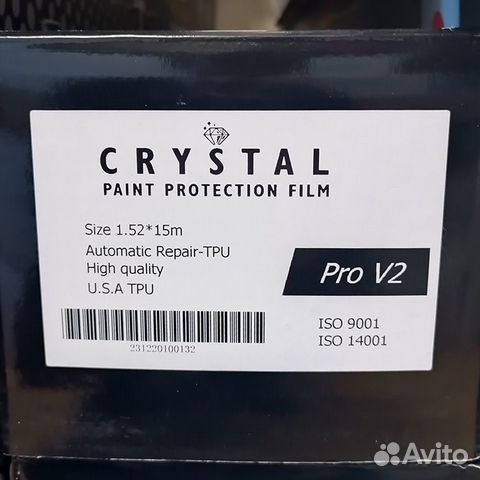 CRYSTAL
PAINT PROTECTION FILM
Size 1.52*15m
Automatic Repair-TPU
High quality
U.S.A TPU
Pro V2
231220100132
ISO 9001
ISO 14001
Avito